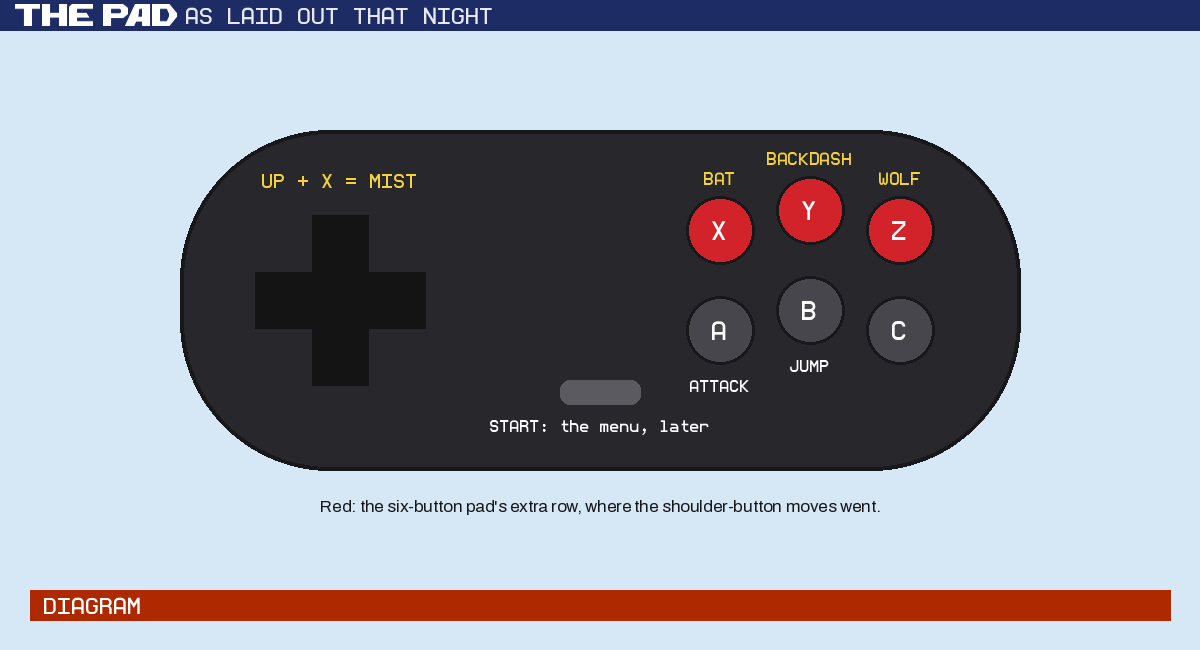 THE PAD AS LAID OUT THAT NIGHT
BACKDASH
UP + X = MIST
BAT
WOLF
X
Y
Z
A
B
C
JUMP
ATTACK
START: the menu, later
Red: the six-button pad's extra row, where the shoulder-button moves went.
DIAGRAM